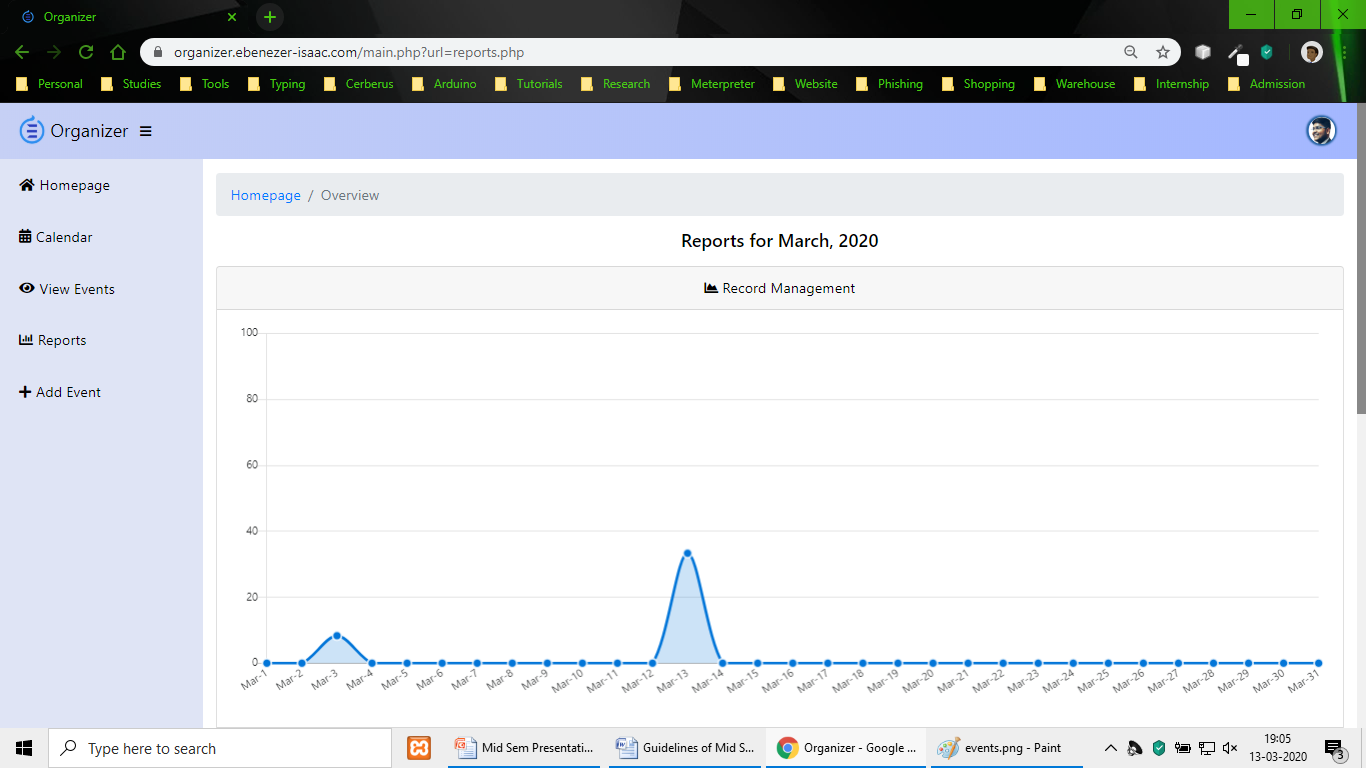 Organizer
organizer.ebenezer-isaac.com/main.php?url=reports.php
Personal Studies Tools Typing Cerberus Arduino Tutorials Research Meterpreter Website Phishing Shopping Warehouse Internship Admission
Organizer
Homepage
Calendar
View Events
Reports
Add Event
Homepage / Overview
Reports for March, 2020
Record Management
100
80
60
40
20
0
Mar-1 Mar-2 Mar-3 Mar-4 Mar-5 Mar-6 Mar-7 Mar-8 Mar-9 Mar-10 Mar-11 Mar-12 Mar-13 Mar-14 Mar-15 Mar-16 Mar-17 Mar-18 Mar-19 Mar-20 Mar-21 Mar-22 Mar-23 Mar-24 Mar-25 Mar-26 Mar-27 Mar-28 Mar-29 Mar-30 Mar-31
Type here to search
Mid Sem Presentati...
Guidelines of Mid S...
Organizer - Google ...
events.png - Paint
19:05
13-03-2020
3